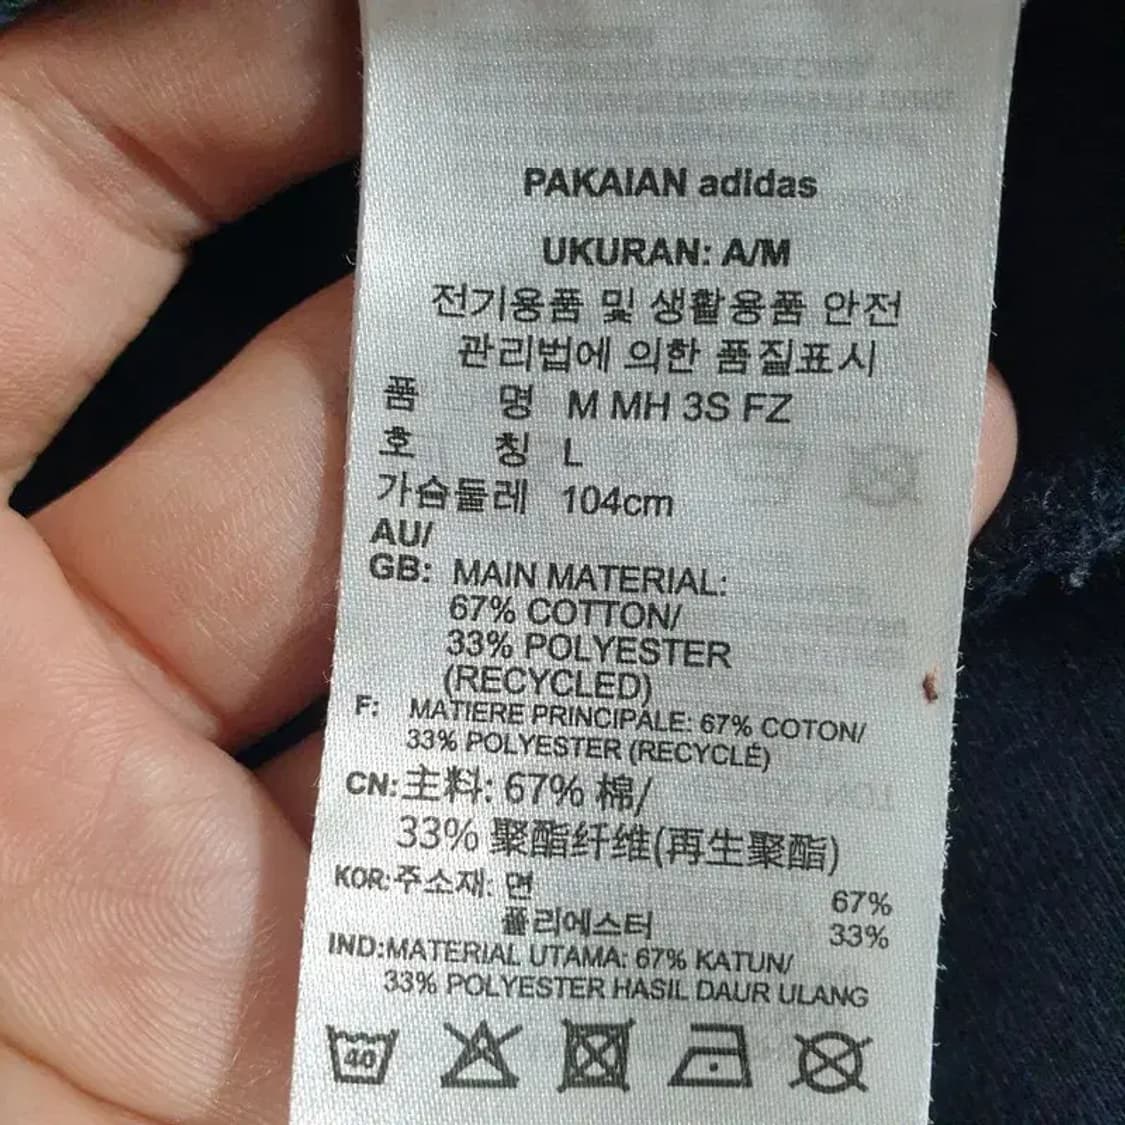 PAKAIAN adidas
UKURAN: A/M
전기용품 및 생활용품 안전
관리법에 의한 품질표시
품 명 M MH 3S FZ
호 칭 L
가슴둘레 104cm
AU/
GB: MAIN MATERIAL:
67% COTTON/
33% POLYESTER
(RECYCLED)
F: MATIERE PRINCIPALE: 67% COTON/
33% POLYESTER (RECYCLÉ)
CN:主料: 67% 棉/
33% 聚酯纤维(再生聚酯)
KOR:주소재: 면 67%
폴리에스터 33%
IND:MATERIAL UTAMA: 67% KATUN/
33% POLYESTER HASIL DAUR ULANG
40